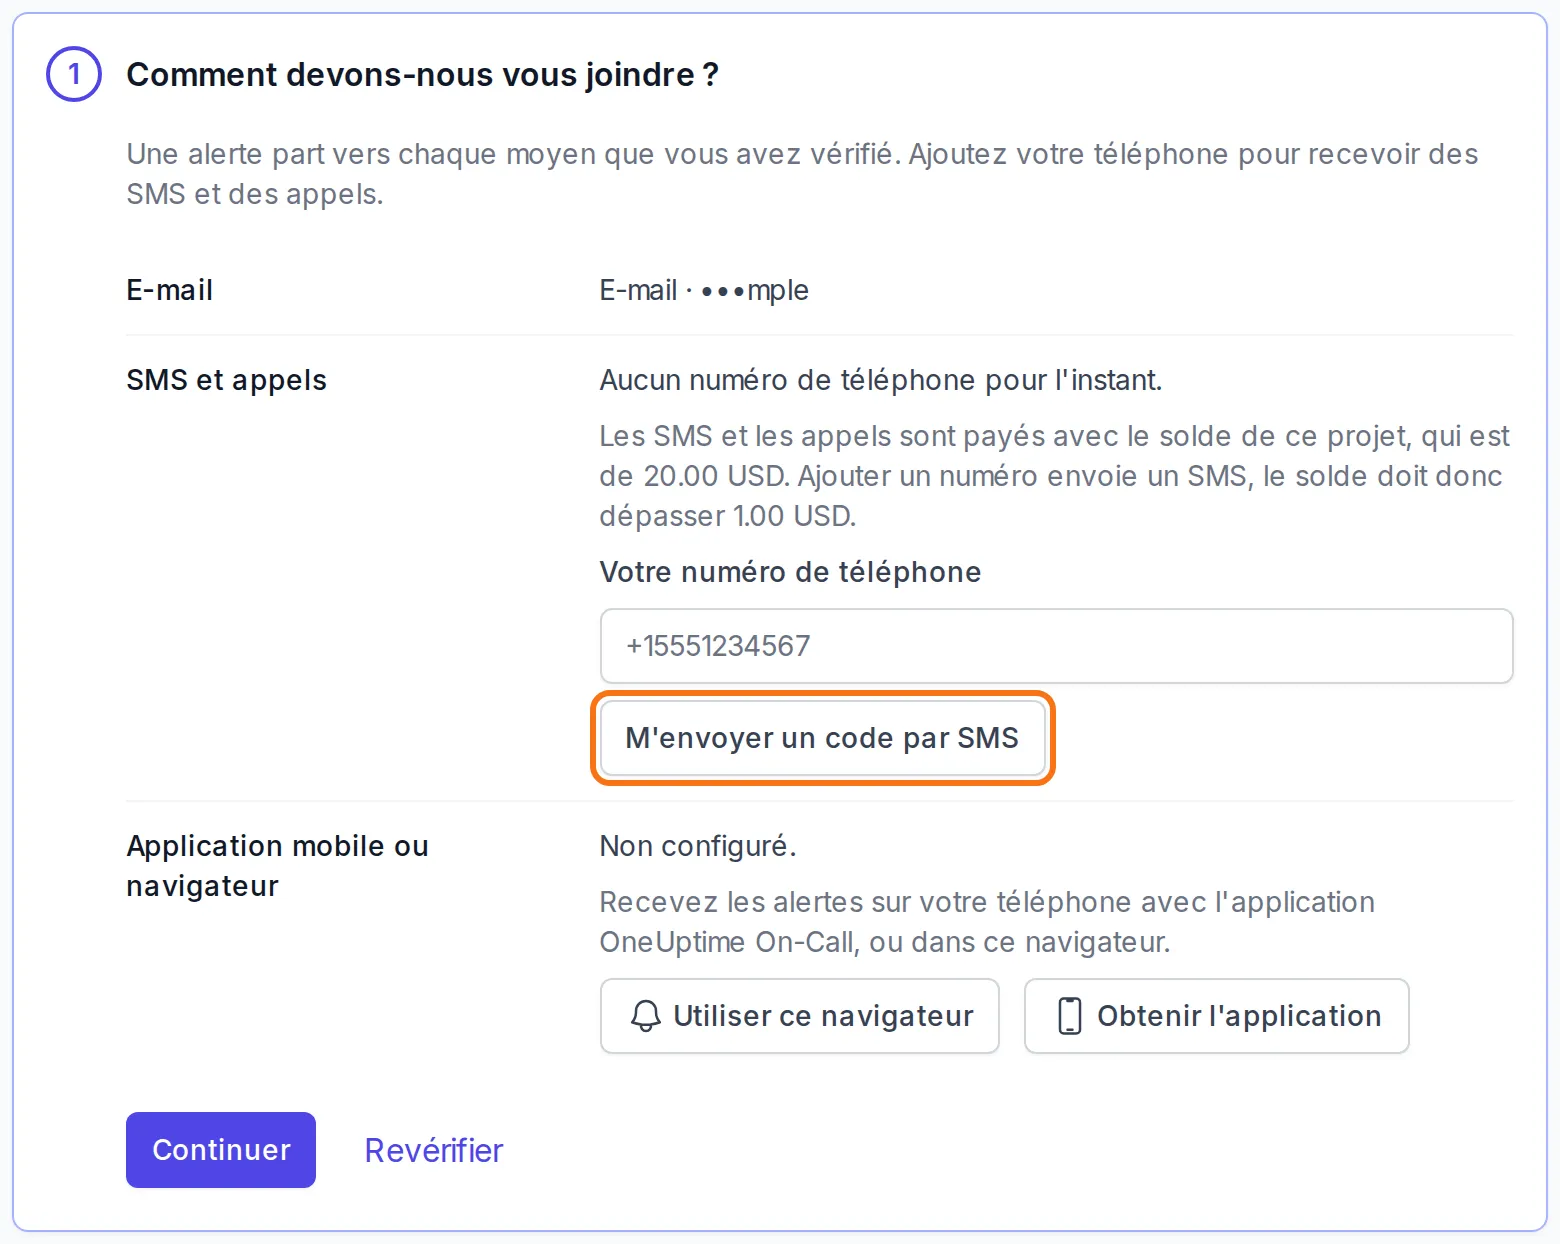 1
Comment devons-nous vous joindre ?
Une alerte part vers chaque moyen que vous avez vérifié. Ajoutez votre téléphone pour recevoir des
SMS et des appels.
E-mail
E-mail · •••mple
SMS et appels
Aucun numéro de téléphone pour l'instant.
Les SMS et les appels sont payés avec le solde de ce projet, qui est
de 20.00 USD. Ajouter un numéro envoie un SMS, le solde doit donc
dépasser 1.00 USD.
Votre numéro de téléphone
+15551234567
M'envoyer un code par SMS
Application mobile ou
navigateur
Non configuré.
Recevez les alertes sur votre téléphone avec l'application
OneUptime On-Call, ou dans ce navigateur.
Utiliser ce navigateur
Obtenir l'application
Continuer
Revérifier